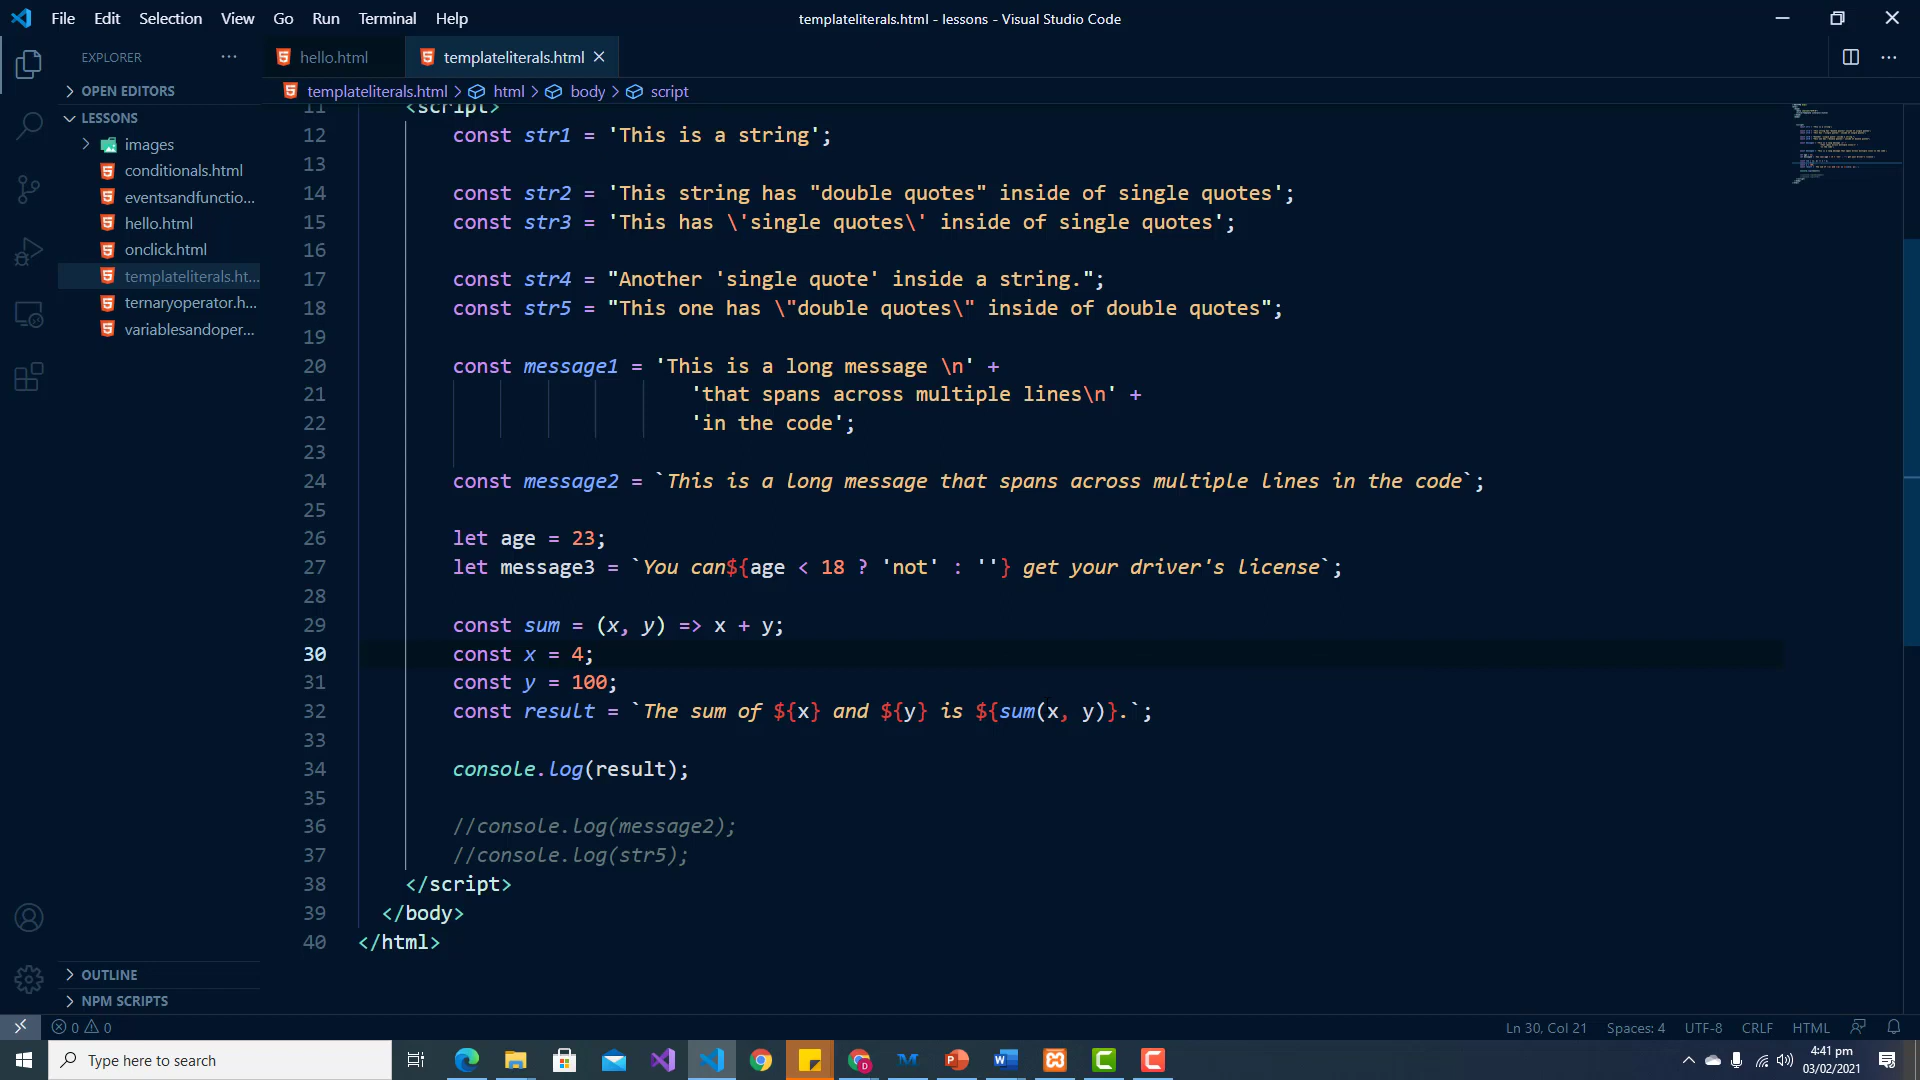 File Edit Selection View Go Run Terminal Help
templateliterals.html - lessons - Visual Studio Code
EXPLORER
hello.html
templateliterals.html
OPEN EDITORS
templateliterals.html > html > body > script
LESSONS
images
conditionals.html
eventsandfunctio...
hello.html
onclick.html
templateliterals.ht...
ternaryoperator.h...
variablesandoper...
11 <script>
12 const str1 = 'This is a string';
13
14 const str2 = 'This string has "double quotes" inside of single quotes';
15 const str3 = 'This has \'single quotes\' inside of single quotes';
16
17 const str4 = "Another 'single quote' inside a string.";
18 const str5 = "This one has \"double quotes\" inside of double quotes";
19
20 const message1 = 'This is a long message \n' +
21 'that spans across multiple lines\n' +
22 'in the code';
23
24 const message2 = `This is a long message that spans across multiple lines in the code`;
25
26 let age = 23;
27 let message3 = `You can${age < 18 ? 'not' : ''} get your driver's license`;
28
29 const sum = (x, y) => x + y;
30 const x = 4;
31 const y = 100;
32 const result = `The sum of ${x} and ${y} is ${sum(x, y)}.`;
33
34 console.log(result);
35
36 //console.log(message2);
37 //console.log(str5);
38 </script>
39 </body>
40 </html>
OUTLINE
NPM SCRIPTS
0 0
Ln 30, Col 21 Spaces: 4 UTF-8 CRLF HTML
Type here to search
4:41 pm
03/02/2021